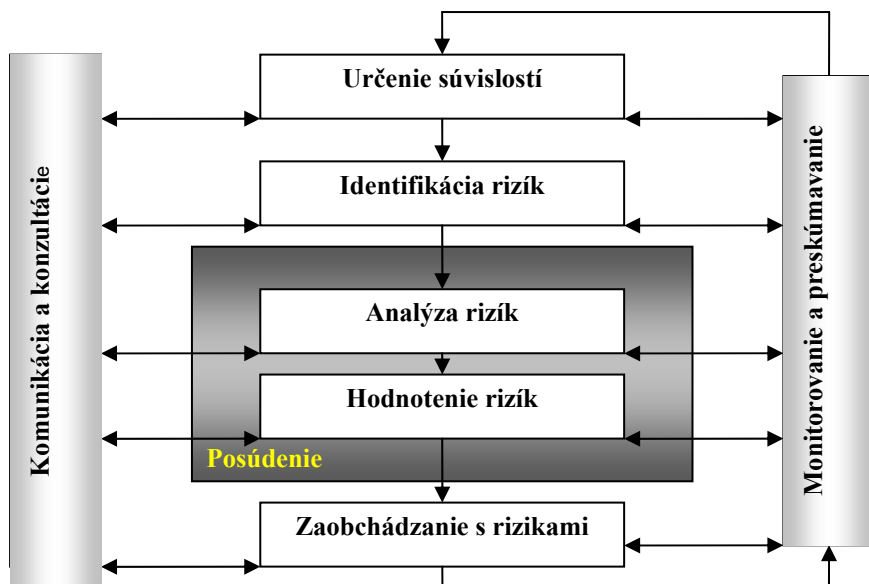 Určenie súvislostí
Identifikácia rizík
Analýza rizík
Hodnotenie rizík
Posúdenie
Zaobchádzanie s rizikami
Komunikácia a konzultácie
Monitorovanie a preskúmavanie